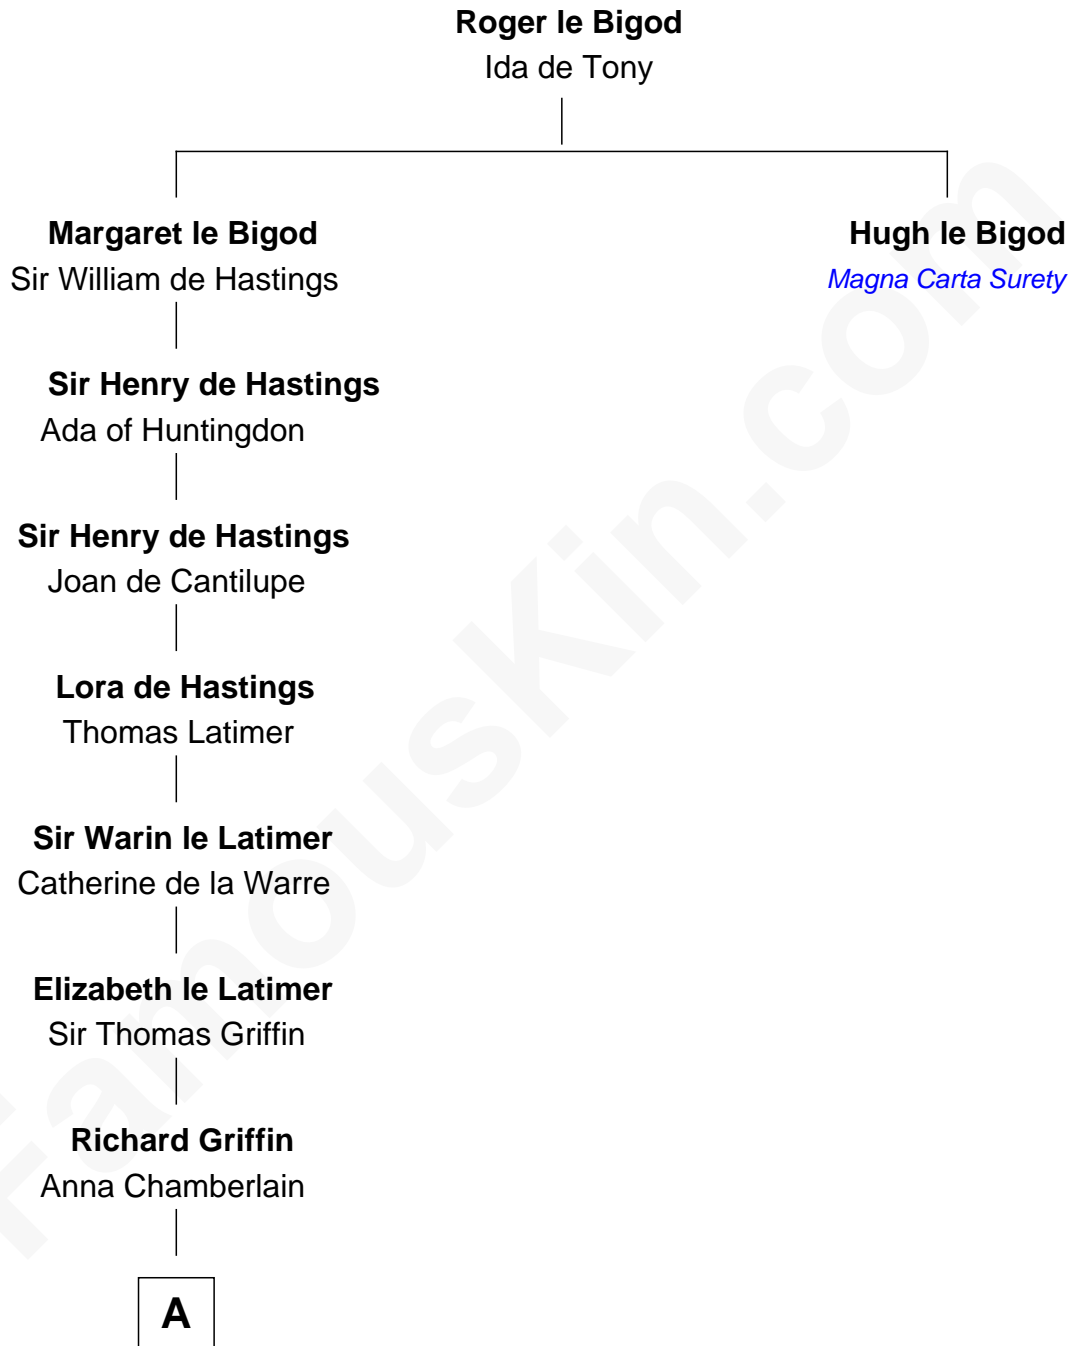 Roger le Bigod
Ida de Tony
Margaret le Bigod
Sir William de Hastings
Hugh le Bigod
Magna Carta Surety
Sir Henry de Hastings
Ada of Huntingdon
Sir Henry de Hastings
Joan de Cantilupe
Lora de Hastings
Thomas Latimer
Sir Warin le Latimer
Catherine de la Warre
Elizabeth le Latimer
Sir Thomas Griffin
Richard Griffin
Anna Chamberlain
A
FamousKin.com